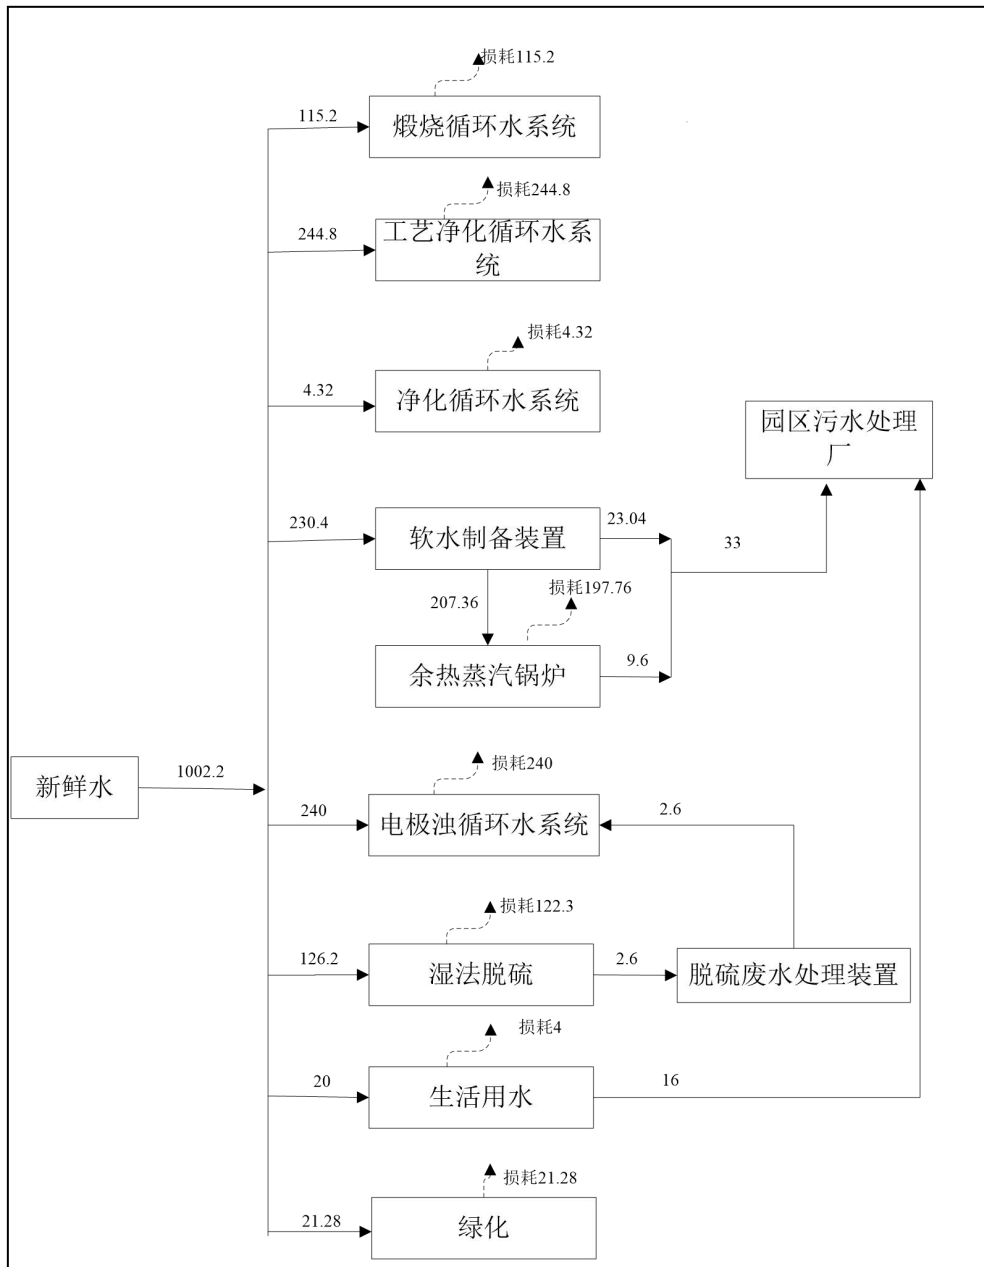 损耗115.2
115.2
煅烧循环水系统
损耗244.8
244.8
工艺净化循环水系
统
损耗4.32
4.32
净化循环水系统
园区污水处理
厂
230.4
软水制备装置
23.04
33
207.36
损耗197.76
余热蒸汽锅炉
9.6
新鲜水
1002.2
损耗240
240
电极浊循环水系统
2.6
损耗122.3
126.2
湿法脱硫
2.6
脱硫废水处理装置
损耗4
20
生活用水
16
损耗21.28
21.28
绿化